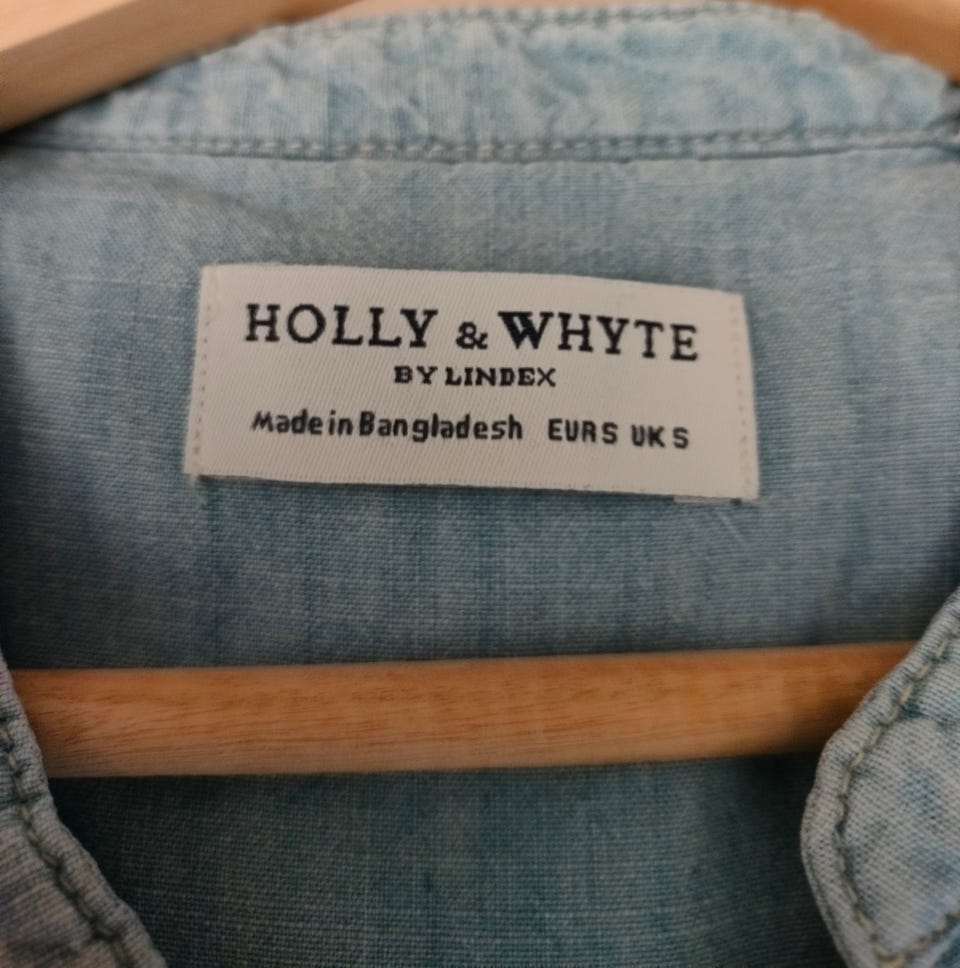 HOLLY & WHYTE
BY LINDEX
Made in Bangladesh EUR S UK S